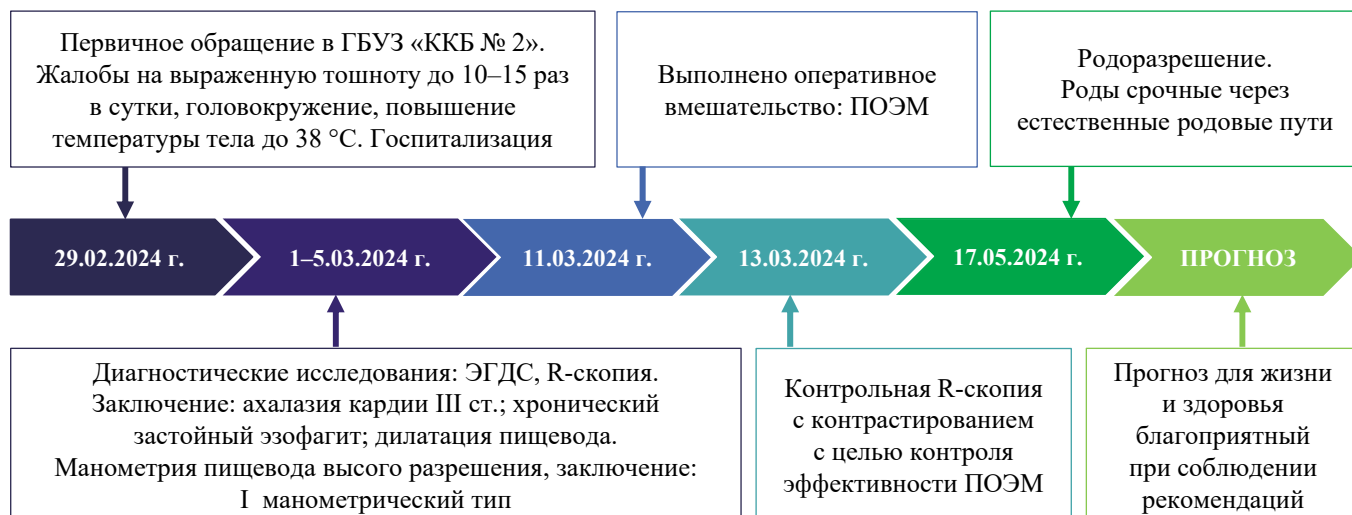 Первичное обращение в ГБУЗ «ККБ № 2».
Жалобы на выраженную тошноту до 10–15 раз
в сутки, головокружение, повышение
температуры тела до 38 °C. Госпитализация
Выполнено оперативное
вмешательство: ПОЭМ
Родоразрешение.
Роды срочные через
естественные родовые пути
29.02.2024 г.
1–5.03.2024 г.
11.03.2024 г.
13.03.2024 г.
17.05.2024 г.
ПРОГНОЗ
Диагностические исследования: ЭГДС, R-скопия.
Заключение: ахалазия кардии III ст.; хронический
застойный эзофагит; дилатация пищевода.
Манометрия пищевода высого разрешения, заключение:
I манометрический тип
Контрольная R-скопия
с контрастированием
с целью контроля
эффективности ПОЭМ
Прогноз для жизни
и здоровья
благоприятный
при соблюдении
рекомендаций